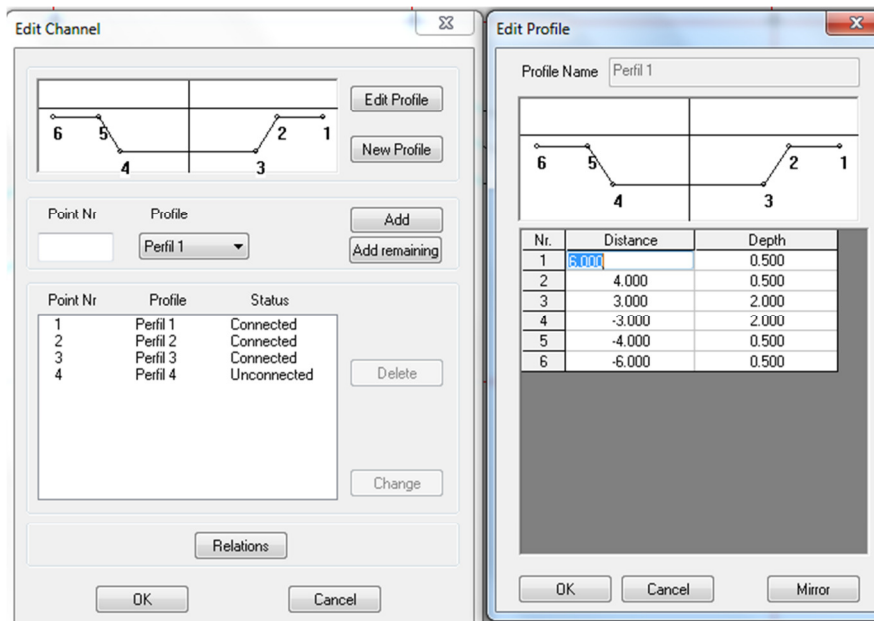 Edit Channel
6 5 2 1
4 3
Edit Profile
New Profile
Point Nr Profile
Perfil 1
Add
Add remaining
Point Nr Profile Status
1 Perfil 1 Connected
2 Perfil 2 Connected
3 Perfil 3 Connected
4 Perfil 4 Unconnected
Delete
Change
Relations
OK Cancel
Edit Profile
Profile Name Perfil 1
6 5 2 1
4 3
Nr. Distance Depth
1 6.000 0.500
2 4.000 0.500
3 3.000 2.000
4 -3.000 2.000
5 -4.000 0.500
6 -6.000 0.500
OK Cancel Mirror